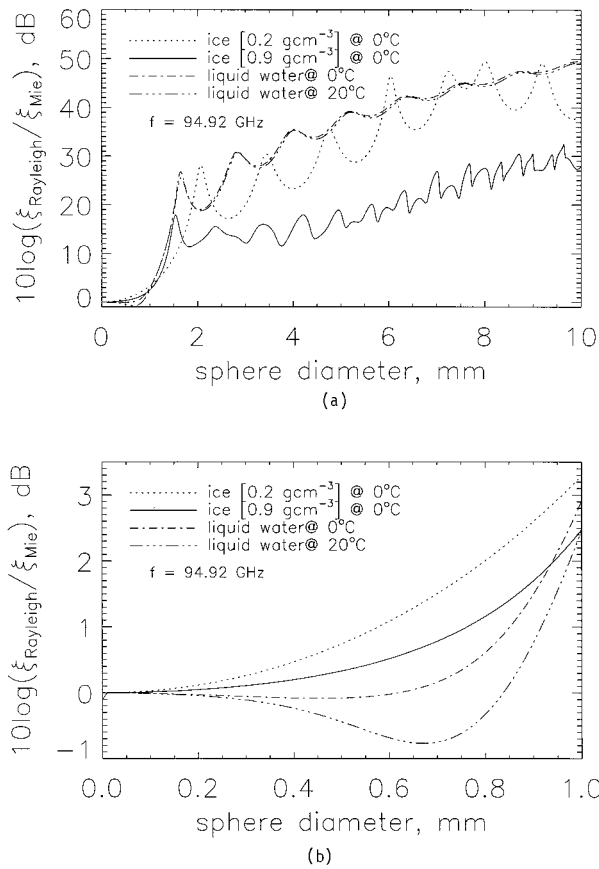 10log(ξRayleigh/ξMie), dB
60
50
40
30
20
10
0
ice [0.2 gcm−3] @ 0°C
ice [0.9 gcm−3] @ 0°C
liquid water@ 0°C
liquid water@ 20°C
f = 94.92 GHz
0 2 4 6 8 10
sphere diameter, mm
(a)
10log(ξRayleigh/ξMie), dB
3
2
1
0
−1
ice [0.2 gcm−3] @ 0°C
ice [0.9 gcm−3] @ 0°C
liquid water@ 0°C
liquid water@ 20°C
f = 94.92 GHz
0.0 0.2 0.4 0.6 0.8 1.0
sphere diameter, mm
(b)